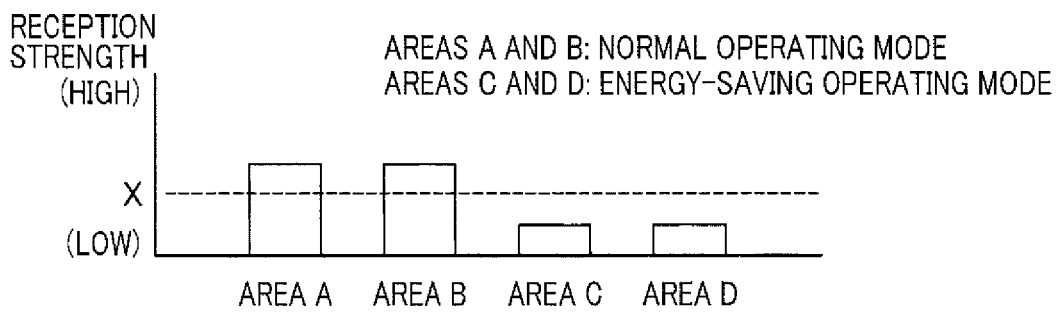 RECEPTION
STRENGTH
(HIGH)
AREAS A AND B: NORMAL OPERATING MODE
AREAS C AND D: ENERGY-SAVING OPERATING MODE
X
(LOW)
AREA A AREA B AREA C AREA D